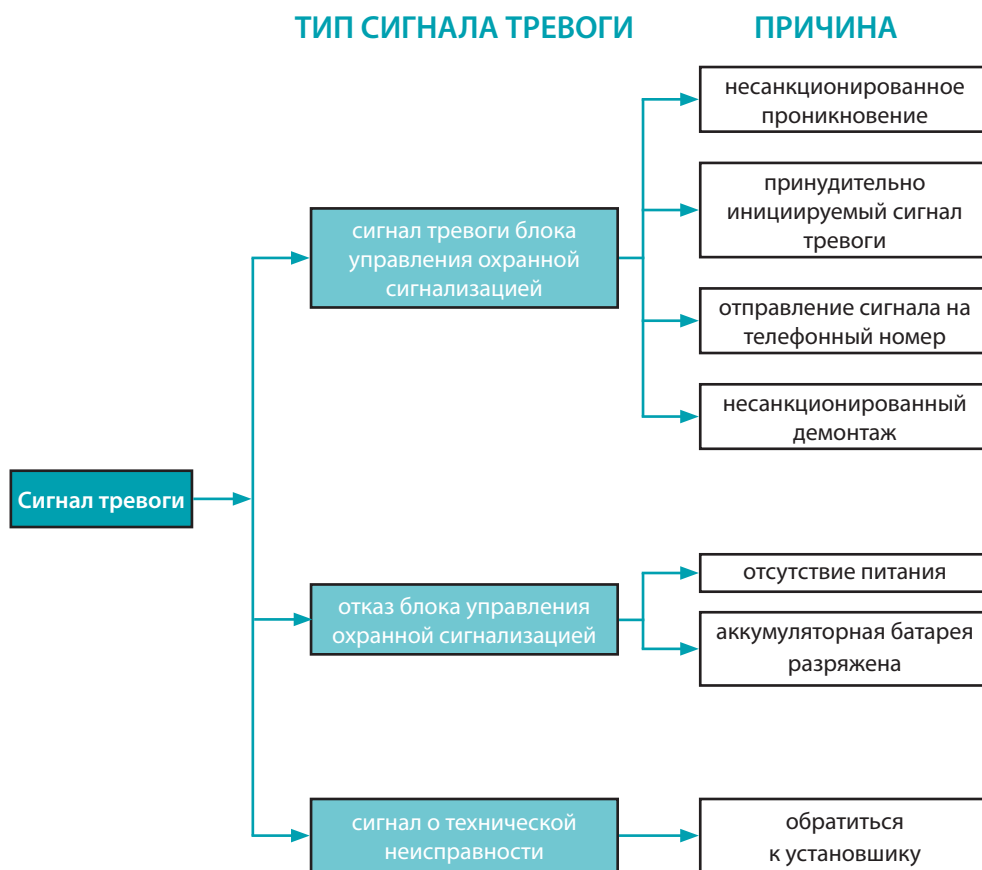 ТИП СИГНАЛА ТРЕВОГИ
ПРИЧИНА
несанкционированное
проникновение
принудительно
инициируемый сигнал
тревоги
сигнал тревоги блока
управления охранной
сигнализацией
отправление сигнала на
телефонный номер
несанкционированный
демонтаж
Сигнал тревоги
отсутствие питания
отказ блока управления
охранной сигнализацией
аккумуляторная батарея
разряжена
сигнал о технической
неисправности
обратиться
к установшику